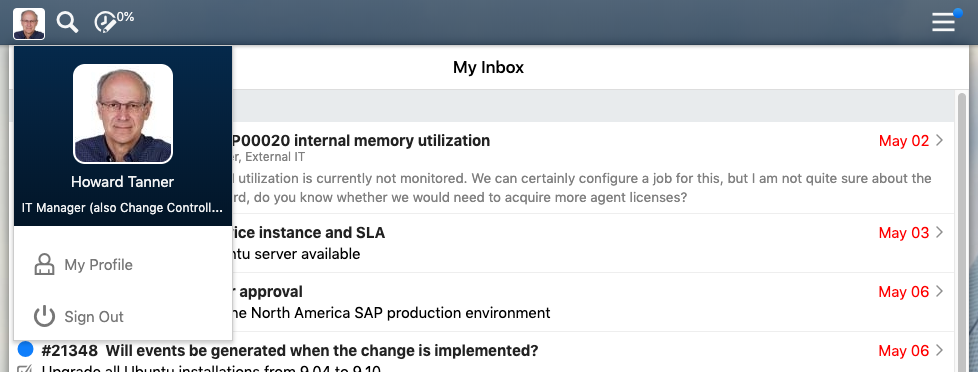 0%
My Inbox
Howard Tanner
IT Manager (also Change Controll...
My Profile
Sign Out
P00020 internal memory utilization May 02
r, External IT
utilization is currently not monitored. We can certainly configure a job for this, but I am not quite sure about the
rd, do you know whether we would need to acquire more agent licenses?
ice instance and SLA May 03
ntu server available
r approval May 06
he North America SAP production environment
#21348 Will events be generated when the change is implemented? May 06
Upgrade all Ubuntu installations from 9.04 to 9.10